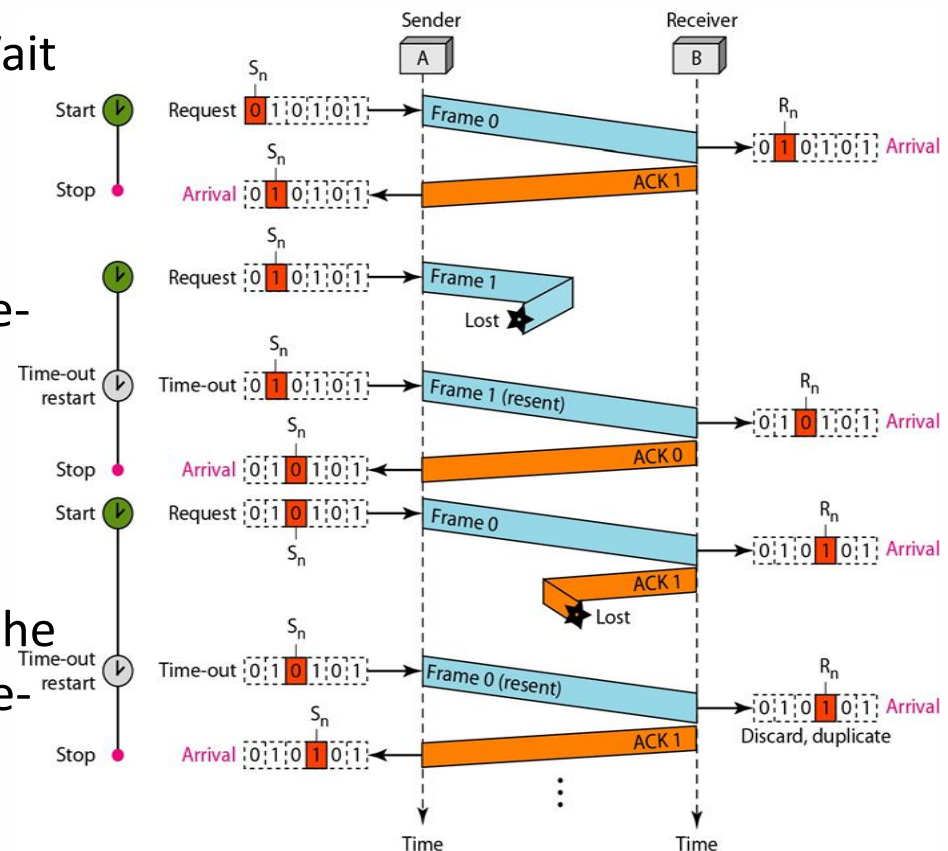 Sender Receiver
ait
A B
Sn
Start Request 0 1 0 1 0 1 Frame 0
Rn
0 1 0 1 0 1 Arrival
Sn
ACK 1
Stop Arrival 0 1 0 1 0 1
Sn
Request 0 1 0 1 0 1 Frame 1
e-
Lost
Sn
Time-out
restart
Time-out 0 1 0 1 0 1 Frame 1 (resent)
Rn
0 1 0 1 0 1 Arrival
Sn
ACK 0
Stop Arrival 0 1 0 1 0 1
Start Request 0 1 0 1 0 1 Frame 0
Sn
Rn
0 1 0 1 0 1 Arrival
ACK 1
Lost
he
Sn
Time-out
restart
Time-out 0 1 0 1 0 1 Frame 0 (resent)
e-
Rn
0 1 0 1 0 1 Arrival
Discard, duplicate
Sn
ACK 1
Stop Arrival 0 1 0 1 0 1
Time Time